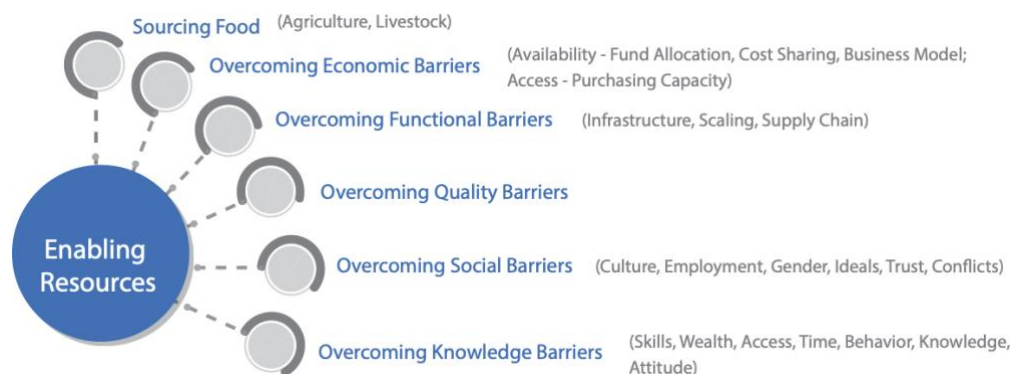 Sourcing Food (Agriculture, Livestock)
Overcoming Economic Barriers (Availability - Fund Allocation, Cost Sharing, Business Model;
Access - Purchasing Capacity)
Overcoming Functional Barriers (Infrastructure, Scaling, Supply Chain)
Overcoming Quality Barriers
Enabling
Resources
Overcoming Social Barriers (Culture, Employment, Gender, Ideals, Trust, Conflicts)
Overcoming Knowledge Barriers (Skills, Wealth, Access, Time, Behavior, Knowledge,
Attitude)